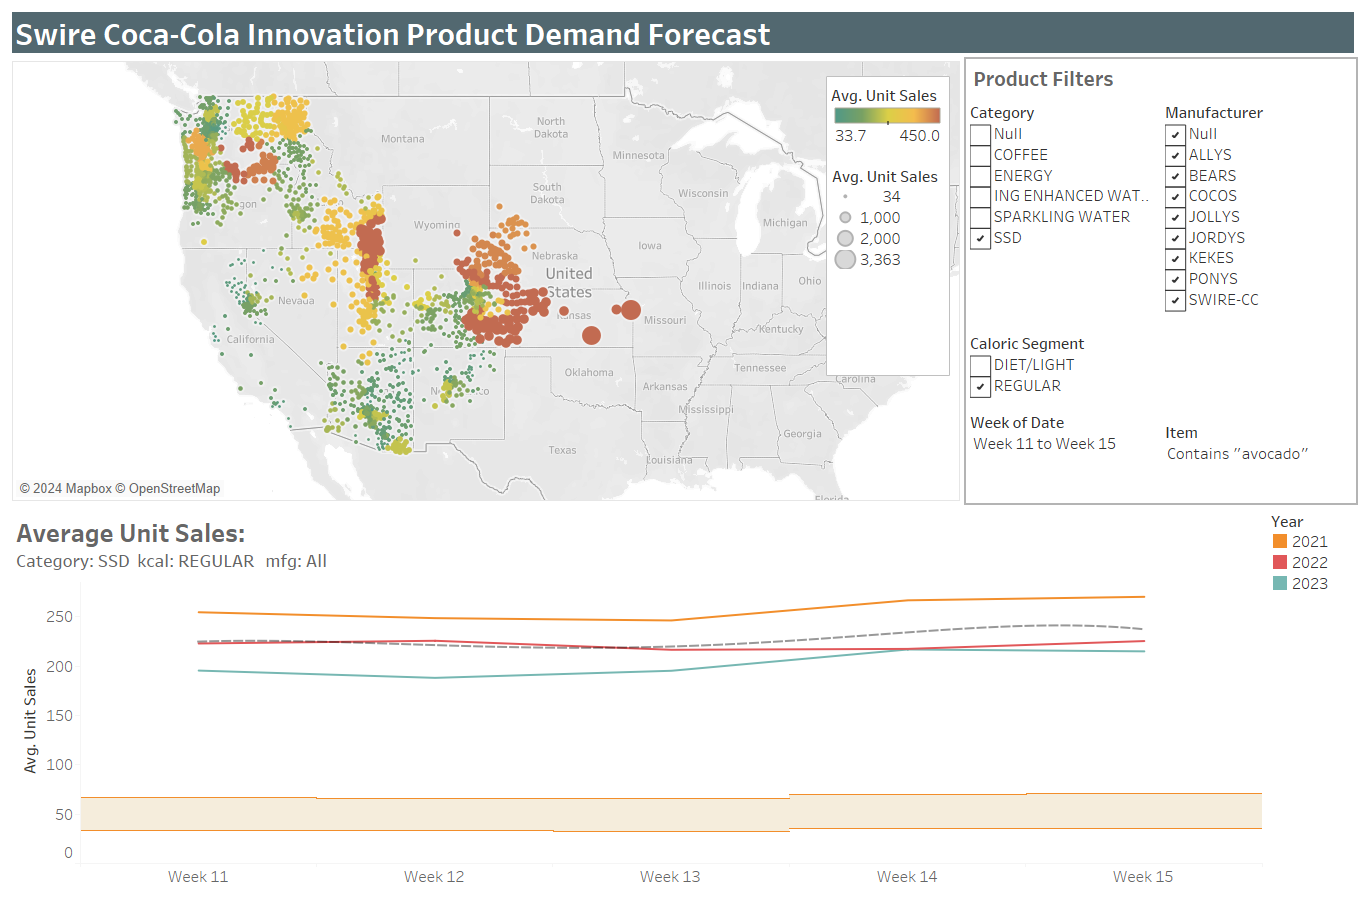 Swire Coca-Cola Innovation Product Demand Forecast
Montana
North
Dakota
Minnesota
South
Dakota
Wisconsin
Michigan
Wyoming
Iowa
Nebraska
United
States
Illinois
Indiana
Ohio
Nevada
Missouri
Kentucky
California
Oklahoma
Tennessee
Arkansas
Carolina
Mississippi
Georgia
Texas
Louisiana
© 2024 Mapbox © OpenStreetMap
Avg. Unit Sales
33.7 450.0
Avg. Unit Sales
34
1,000
2,000
3,363
Product Filters
Category
Null
COFFEE
ENERGY
ING ENHANCED WAT..
SPARKLING WATER
SSD
Manufacturer
Null
ALLYS
BEARS
COCOS
JOLLYS
JORDYS
KEKES
PONYS
SWIRE-CC
Caloric Segment
DIET/LIGHT
REGULAR
Week of Date
Week 11 to Week 15
Item
Contains "avocado"
Average Unit Sales:
Category: SSD kcal: REGULAR mfg: All
Year
2021
2022
2023
Avg. Unit Sales
250
200
150
100
50
0
Week 11 Week 12 Week 13 Week 14 Week 15